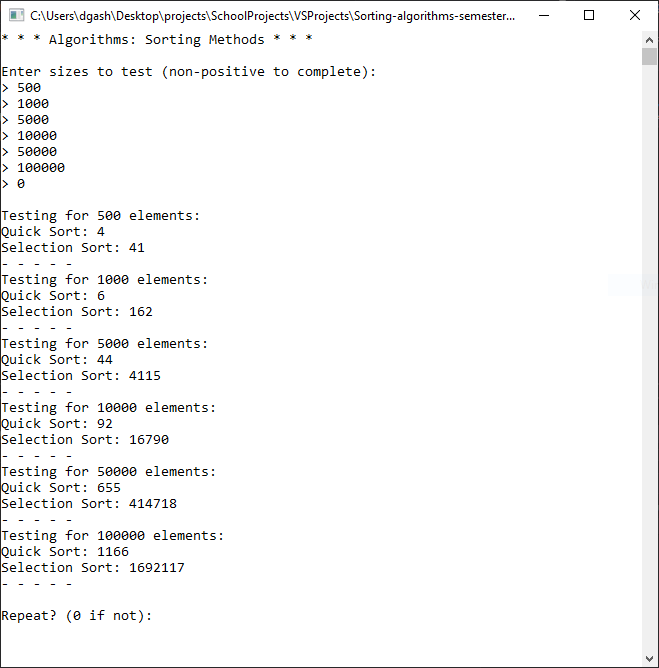 C:\Users\dgash\Desktop\projects\SchoolProjects\VSProjects\Sorting-algorithms-semester...
* * * Algorithms: Sorting Methods * * *
Enter sizes to test (non-positive to complete):
> 500
> 1000
> 5000
> 10000
> 50000
> 100000
> 0
Testing for 500 elements:
Quick Sort: 4
Selection Sort: 41
- - - - -
Testing for 1000 elements:
Quick Sort: 6
Selection Sort: 162
- - - - -
Testing for 5000 elements:
Quick Sort: 44
Selection Sort: 4115
- - - - -
Testing for 10000 elements:
Quick Sort: 92
Selection Sort: 16790
- - - - -
Testing for 50000 elements:
Quick Sort: 655
Selection Sort: 414718
- - - - -
Testing for 100000 elements:
Quick Sort: 1166
Selection Sort: 1692117
- - - - -
Repeat? (0 if not):